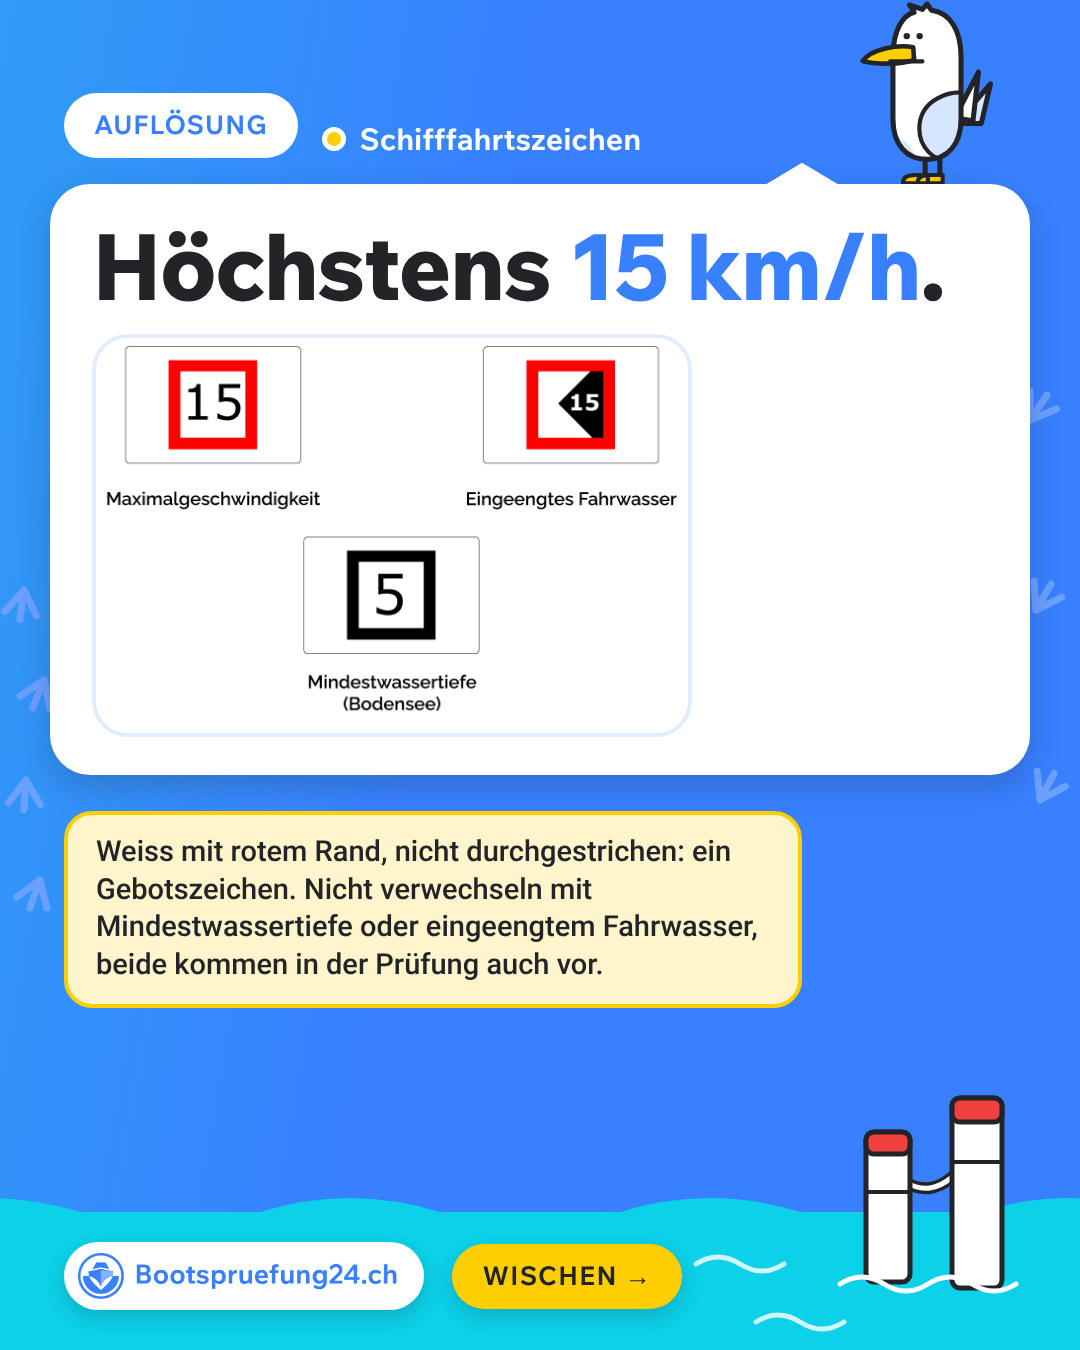 AUFLÖSUNG
Schifffahrtszeichen
Höchstens 15 km/h.
15
15
Maximalgeschwindigkeit
Eingeengtes Fahrwasser
5
Mindestwassertiefe
(Bodensee)
Weiss mit rotem Rand, nicht durchgestrichen: ein
Gebotszeichen. Nicht verwechseln mit
Mindestwassertiefe oder eingeengtem Fahrwasser,
beide kommen in der Prüfung auch vor.
Bootspruefung24.ch
WISCHEN →